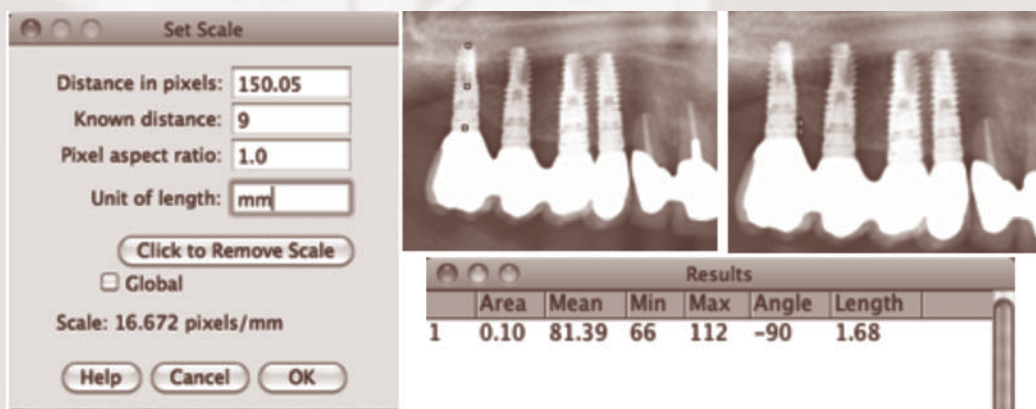 Set Scale
Distance in pixels: 150.05
Known distance: 9
Pixel aspect ratio: 1.0
Unit of length: mm
Click to Remove Scale
Global
Scale: 16.672 pixels/mm
Help Cancel OK
Results
Area Mean Min Max Angle Length
1 0.10 81.39 66 112 -90 1.68